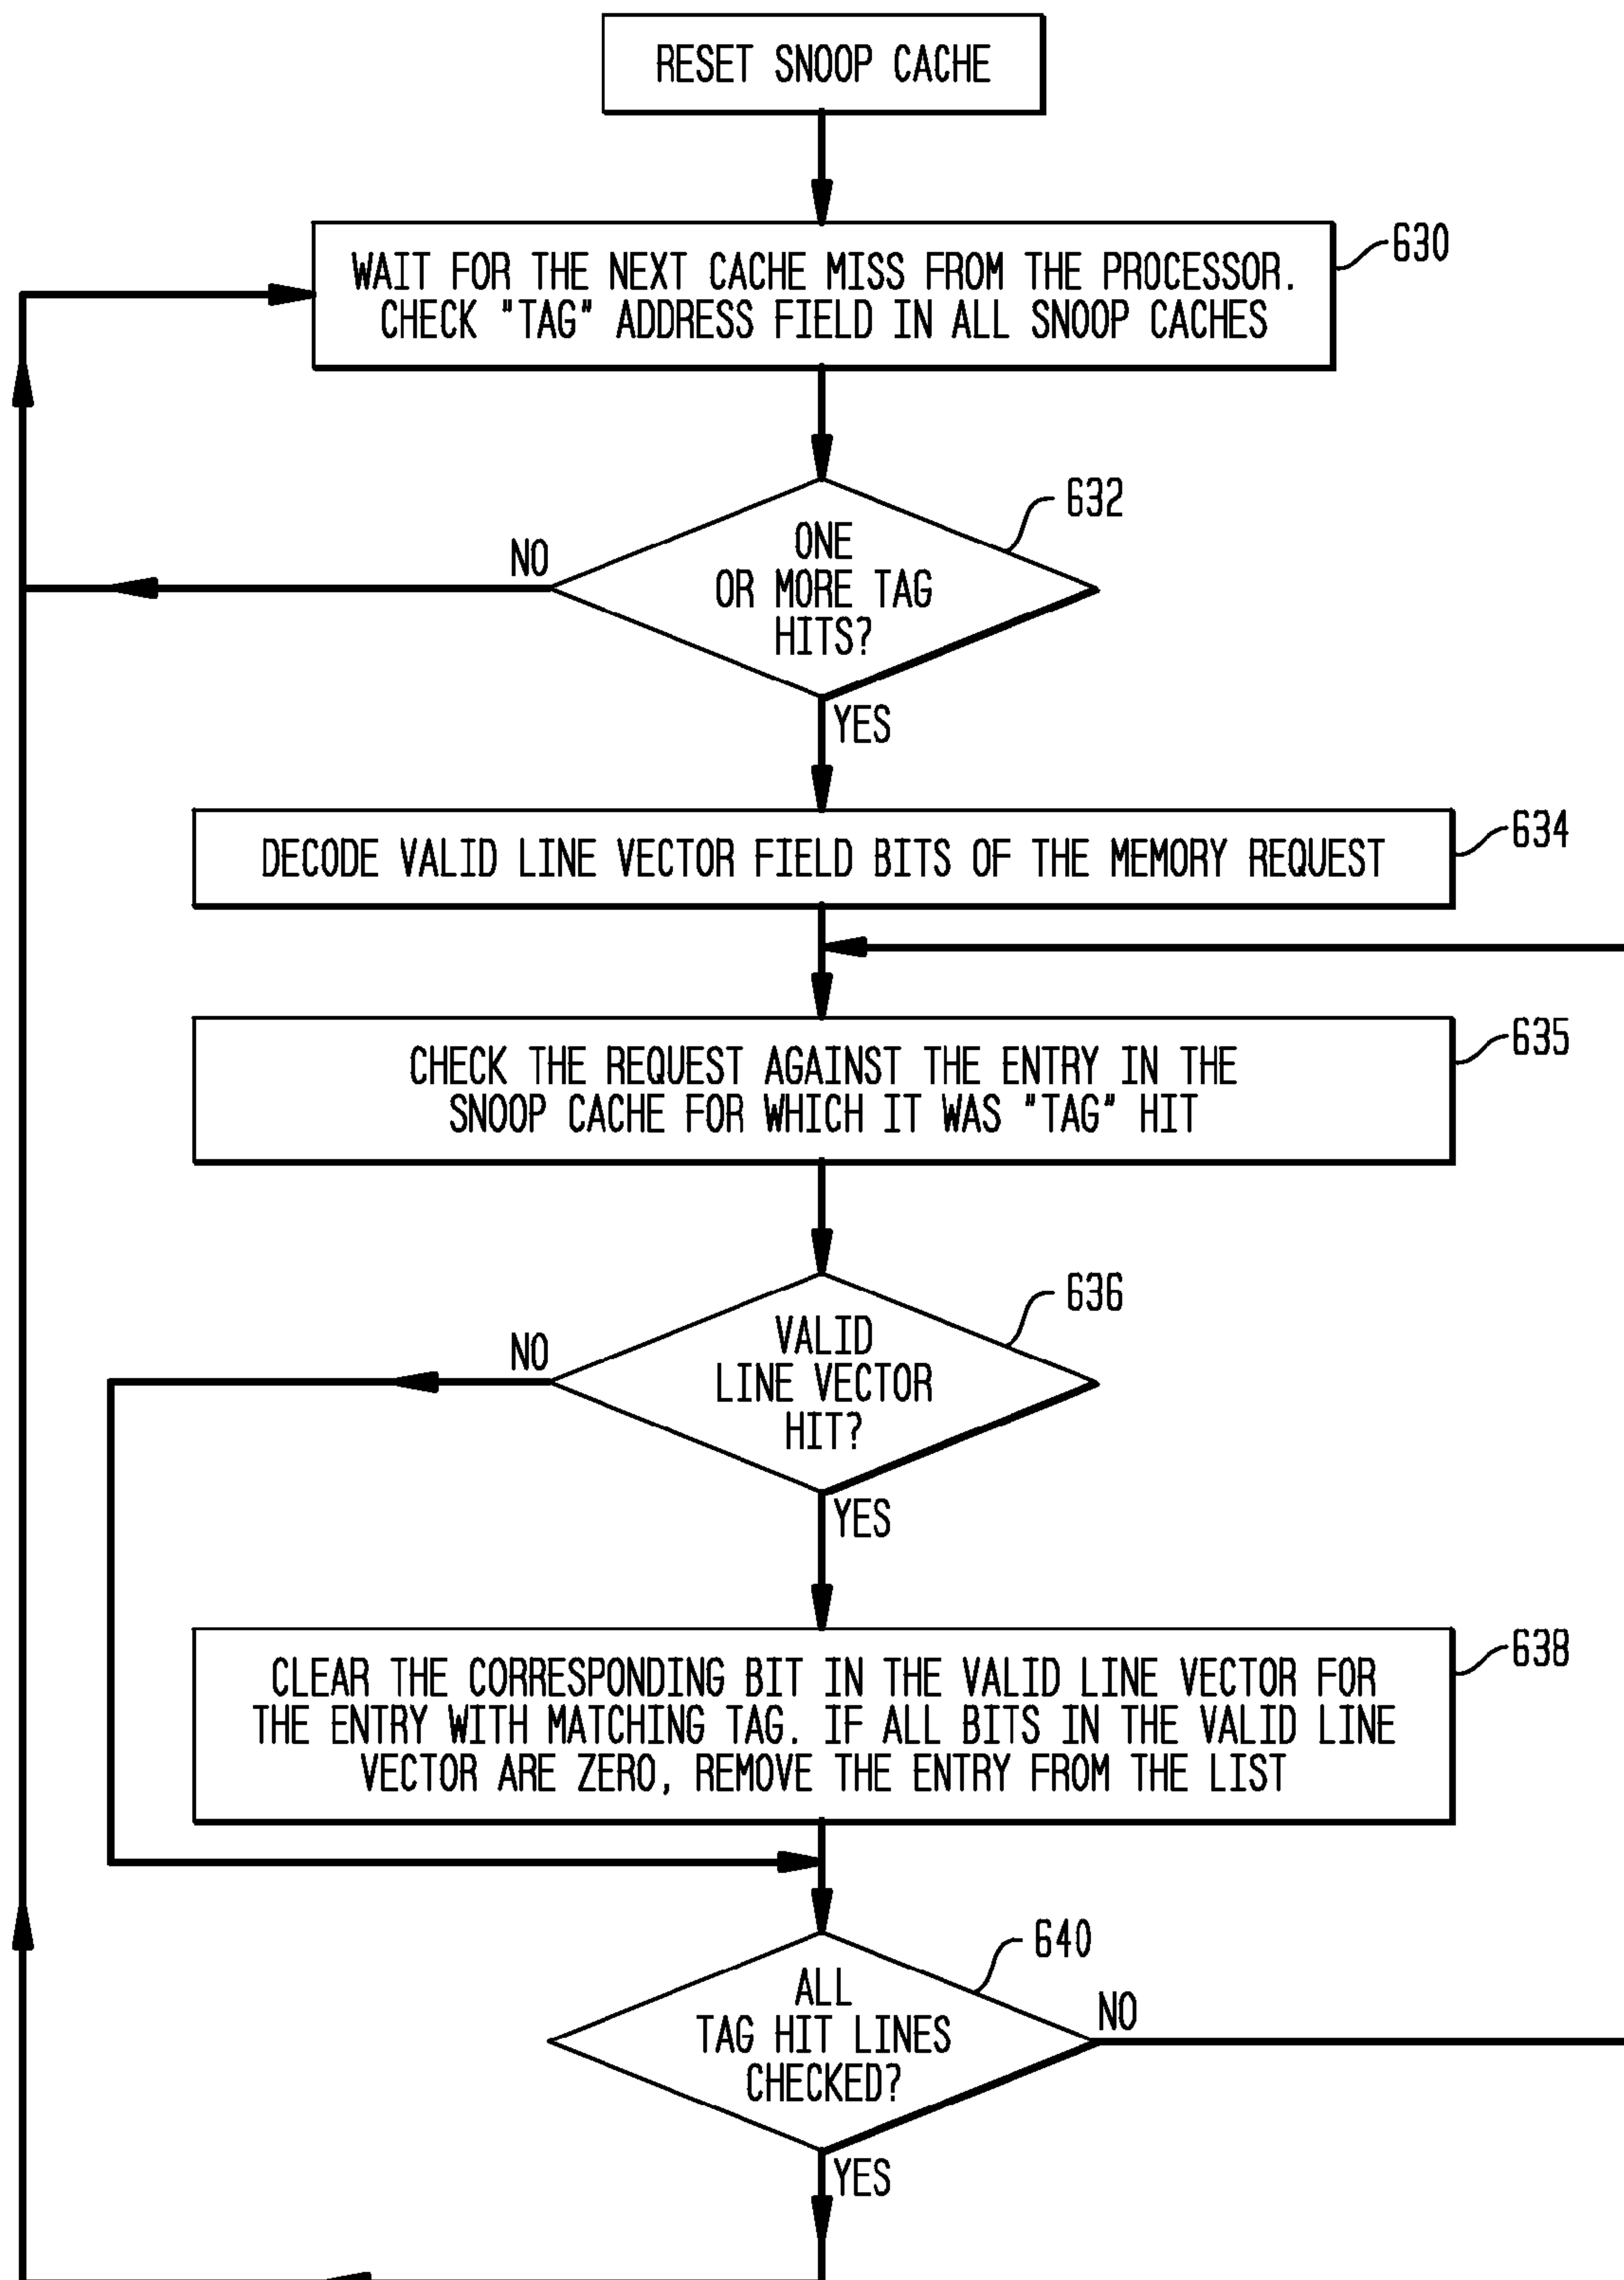 RESET SNOOP CACHE
630
WAIT FOR THE NEXT CACHE MISS FROM THE PROCESSOR.
CHECK "TAG" ADDRESS FIELD IN ALL SNOOP CACHES
632
ONE
OR MORE TAG
HITS?
NO
YES
634
DECODE VALID LINE VECTOR FIELD BITS OF THE MEMORY REQUEST
635
CHECK THE REQUEST AGAINST THE ENTRY IN THE
SNOOP CACHE FOR WHICH IT WAS "TAG" HIT
636
VALID
LINE VECTOR
HIT?
NO
YES
638
CLEAR THE CORRESPONDING BIT IN THE VALID LINE VECTOR FOR
THE ENTRY WITH MATCHING TAG. IF ALL BITS IN THE VALID LINE
VECTOR ARE ZERO, REMOVE THE ENTRY FROM THE LIST
640
ALL
TAG HIT LINES
CHECKED?
NO
YES